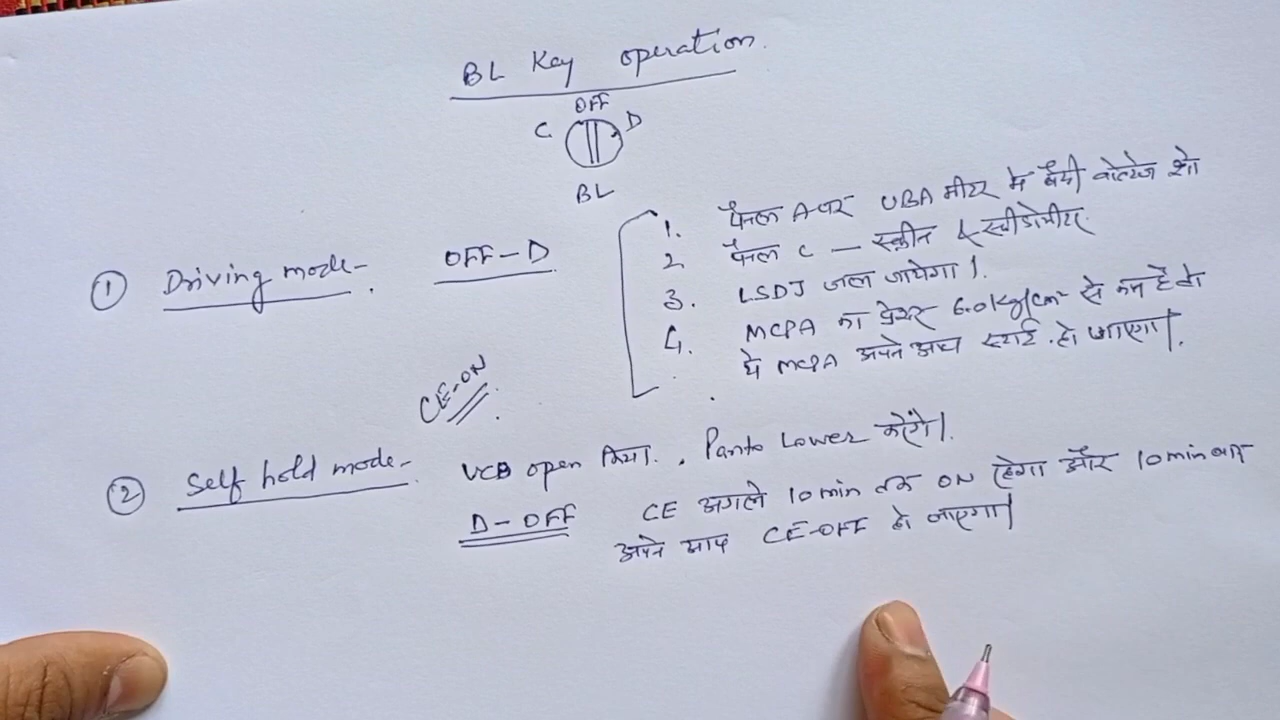 BL Key operation.
OFF
C D
BL
① Driving mode- OFF-D
1. पैनल A पर UBA मीटर में बैट्री वोल्टेज शो
2 पैनल C — स्क्रीन & स्पीडोमीटर
3. LSDJ जल जायेगा।
4. MCPA का प्रेशर 6.0 kg/cm² से कम है तो
ये MCPA अपने आप स्टार्ट हो जाएगा।
CE-ON
② Self hold mode- VCB open किया. Panto Lower करेंगे।
D-OFF CE अगले 10 min तक ON रहेगा और 10 min बाद
अपने आप CE-OFF हो जाएगा।